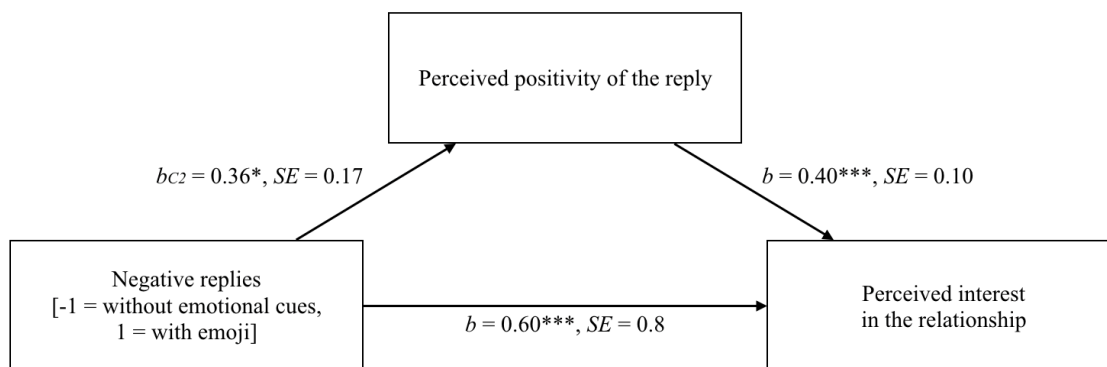 Perceived positivity of the reply
bC2 = 0.36*, SE = 0.17
b = 0.40***, SE = 0.10
Negative replies
[-1 = without emotional cues,
1 = with emoji]
b = 0.60***, SE = 0.8
Perceived interest
in the relationship